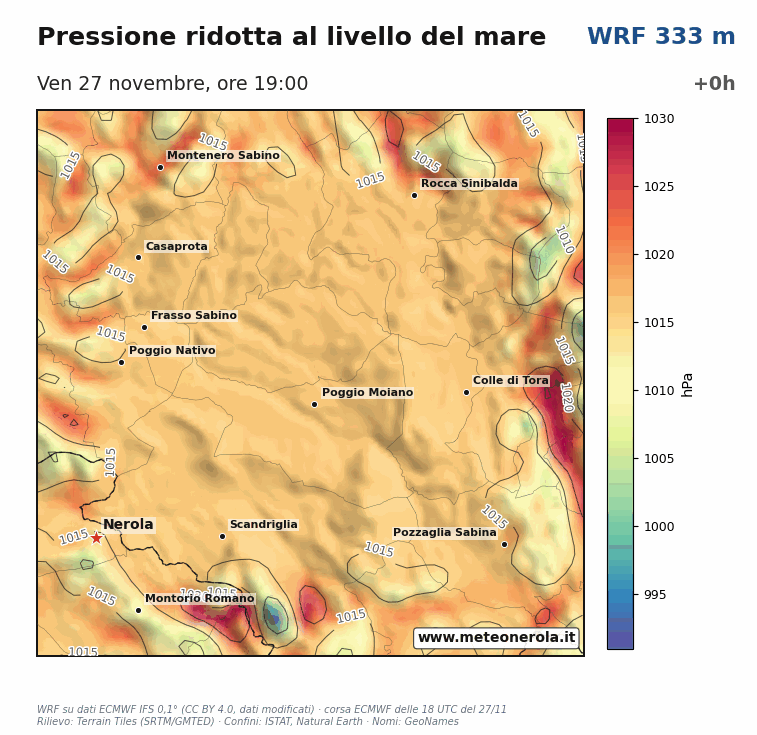 Pressione ridotta al livello del mare
WRF 333 m
Ven 27 novembre, ore 19:00
+0h
1015
1015
1015
1015
1015
1015
Montenero Sabino
Rocca Sinibalda
1010
Casaprota
1015
1015
Frasso Sabino
1015
Poggio Nativo
1015
Colle di Tora
1020
Poggio Moiano
1015
1015
Nerola
Scandriglia
Pozzaglia Sabina
1015
1015
1015
1015
Montorio Romano
1015
1015
www.meteonerola.it
1015
1030
1025
1020
1015
1010
1005
1000
995
hPa
WRF su dati ECMWF IFS 0,1° (CC BY 4.0, dati modificati) · corsa ECMWF delle 18 UTC del 27/11
Rilievo: Terrain Tiles (SRTM/GMTED) · Confini: ISTAT, Natural Earth · Nomi: GeoNames